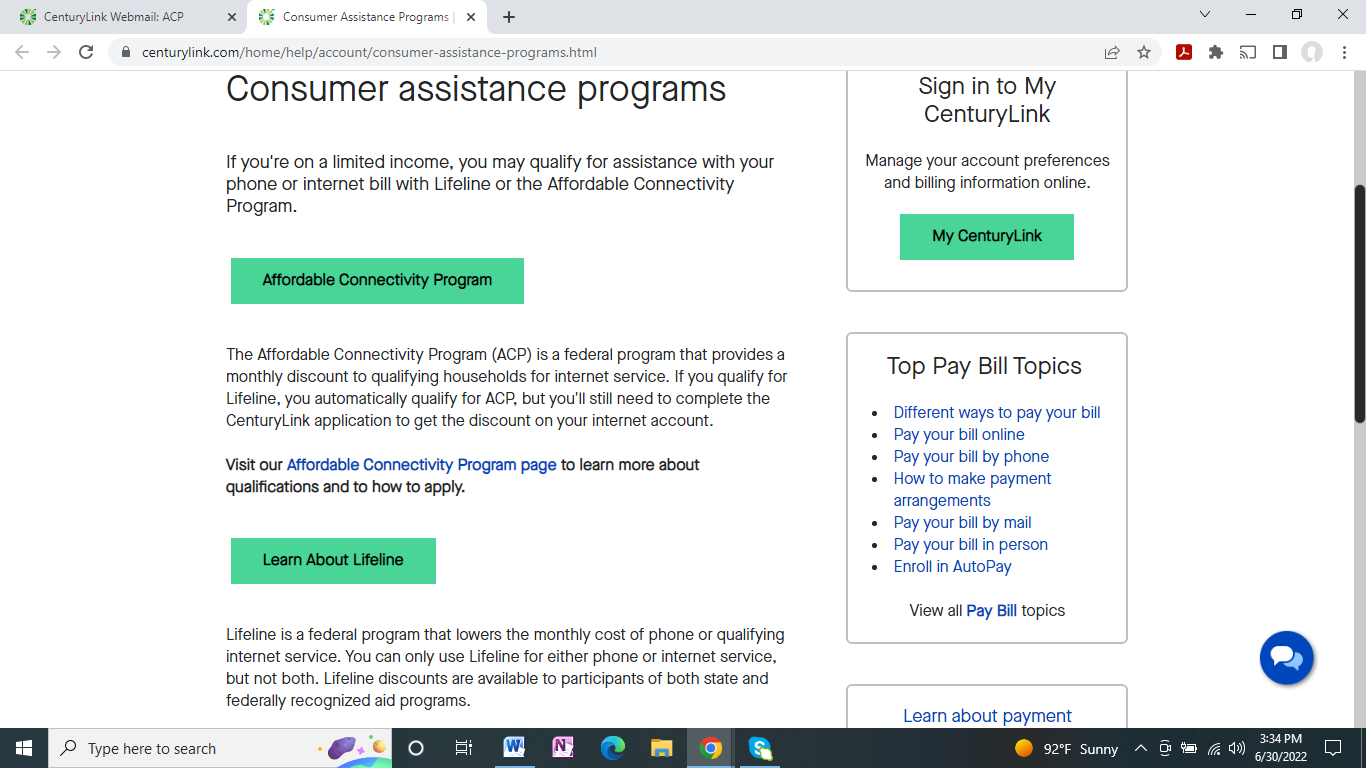 CenturyLink Webmail: ACP
Consumer Assistance Programs |
centurylink.com/home/help/account/consumer-assistance-programs.html
Consumer assistance programs
If you're on a limited income, you may qualify for assistance with your
phone or internet bill with Lifeline or the Affordable Connectivity
Program.
Affordable Connectivity Program
The Affordable Connectivity Program (ACP) is a federal program that provides a
monthly discount to qualifying households for internet service. If you qualify for
Lifeline, you automatically qualify for ACP, but you'll still need to complete the
CenturyLink application to get the discount on your internet account.
Visit our Affordable Connectivity Program page to learn more about
qualifications and to how to apply.
Learn About Lifeline
Lifeline is a federal program that lowers the monthly cost of phone or qualifying
internet service. You can only use Lifeline for either phone or internet service,
but not both. Lifeline discounts are available to participants of both state and
federally recognized aid programs.
Sign in to My
CenturyLink
Manage your account preferences
and billing information online.
My CenturyLink
Top Pay Bill Topics
Different ways to pay your bill
Pay your bill online
Pay your bill by phone
How to make payment
arrangements
Pay your bill by mail
Pay your bill in person
Enroll in AutoPay
View all Pay Bill topics
Learn about payment
Type here to search
92°F Sunny
3:34 PM
6/30/2022